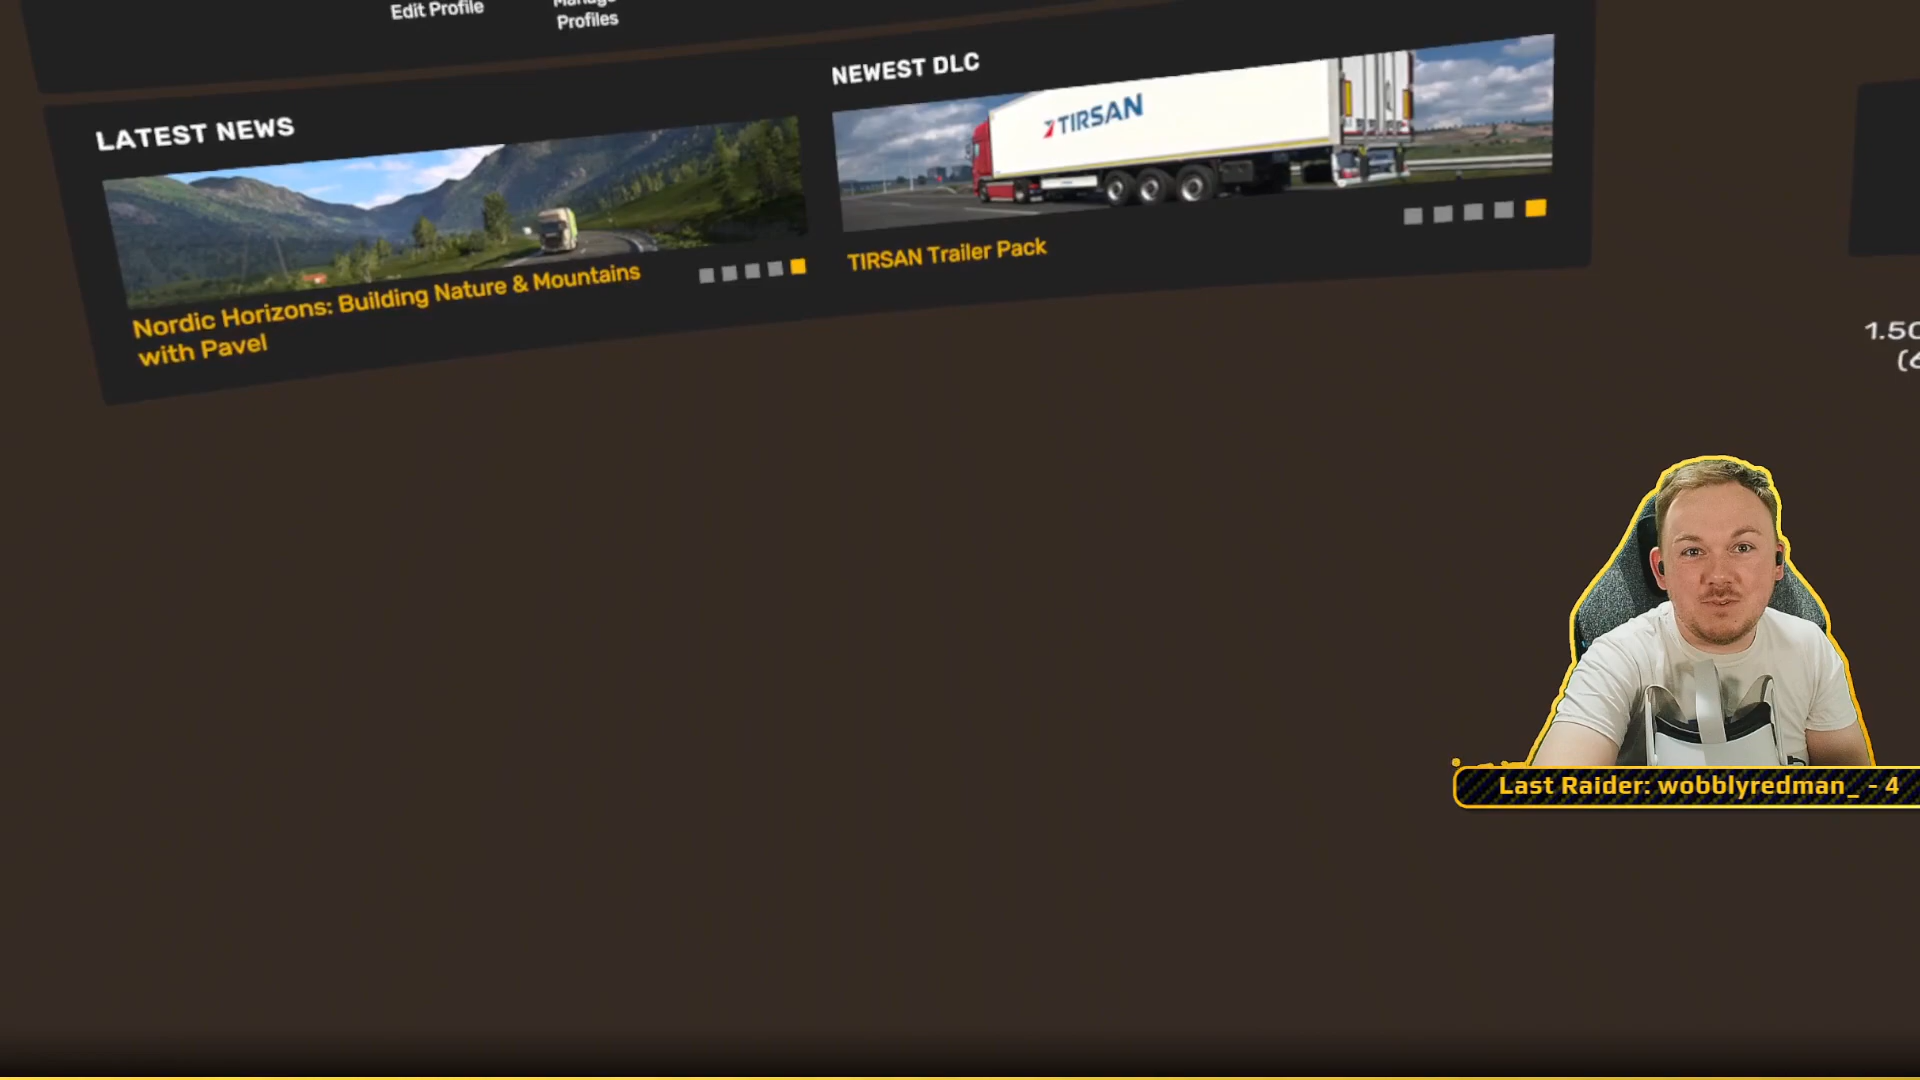 Edit Profile
Manage
Profiles
LATEST NEWS
NEWEST DLC
TIRSAN
Nordic Horizons: Building Nature & Mountains
with Pavel
TIRSAN Trailer Pack
1.50
Last Raider: wobblyredman_ - 4